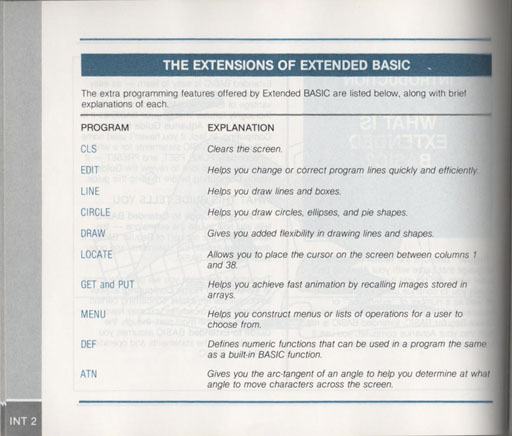 THE EXTENSIONS OF EXTENDED BASIC
The extra programming features offered by Extended BASIC are listed below, along with brief
explanations of each.
PROGRAM EXPLANATION
CLS Clears the screen.
EDIT Helps you change or correct program lines quickly and efficiently.
LINE Helps you draw lines and boxes.
CIRCLE Helps you draw circles, ellipses, and pie shapes.
DRAW Gives you added flexibility in drawing lines and shapes.
LOCATE Allows you to place the cursor on the screen between columns 1
and 38.
GET and PUT Helps you achieve fast animation by recalling images stored in
arrays.
MENU Helps you construct menus or lists of operations for a user to
choose from.
DEF Defines numeric functions that can be used in a program the same
as a built-in BASIC function.
ATN Gives you the arc-tangent of an angle to help you determine at what
angle to move characters across the screen.
INT 2